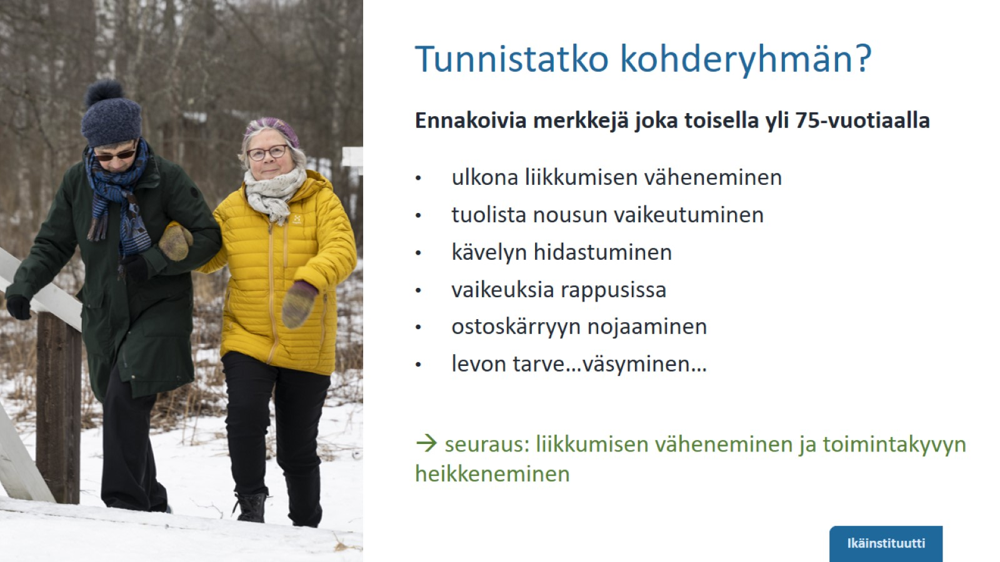 Tunnistatko kohderyhmän?
Ennakoivia merkkejä joka toisella yli 75-vuotiaalla
• ulkona liikkumisen väheneminen
• tuolista nousun vaikeutuminen
• kävelyn hidastuminen
• vaikeuksia rappusissa
• ostoskärryyn nojaaminen
• levon tarve...väsyminen...
→ seuraus: liikkumisen väheneminen ja toimintakyvyn
heikkeneminen
Ikäinstituutti